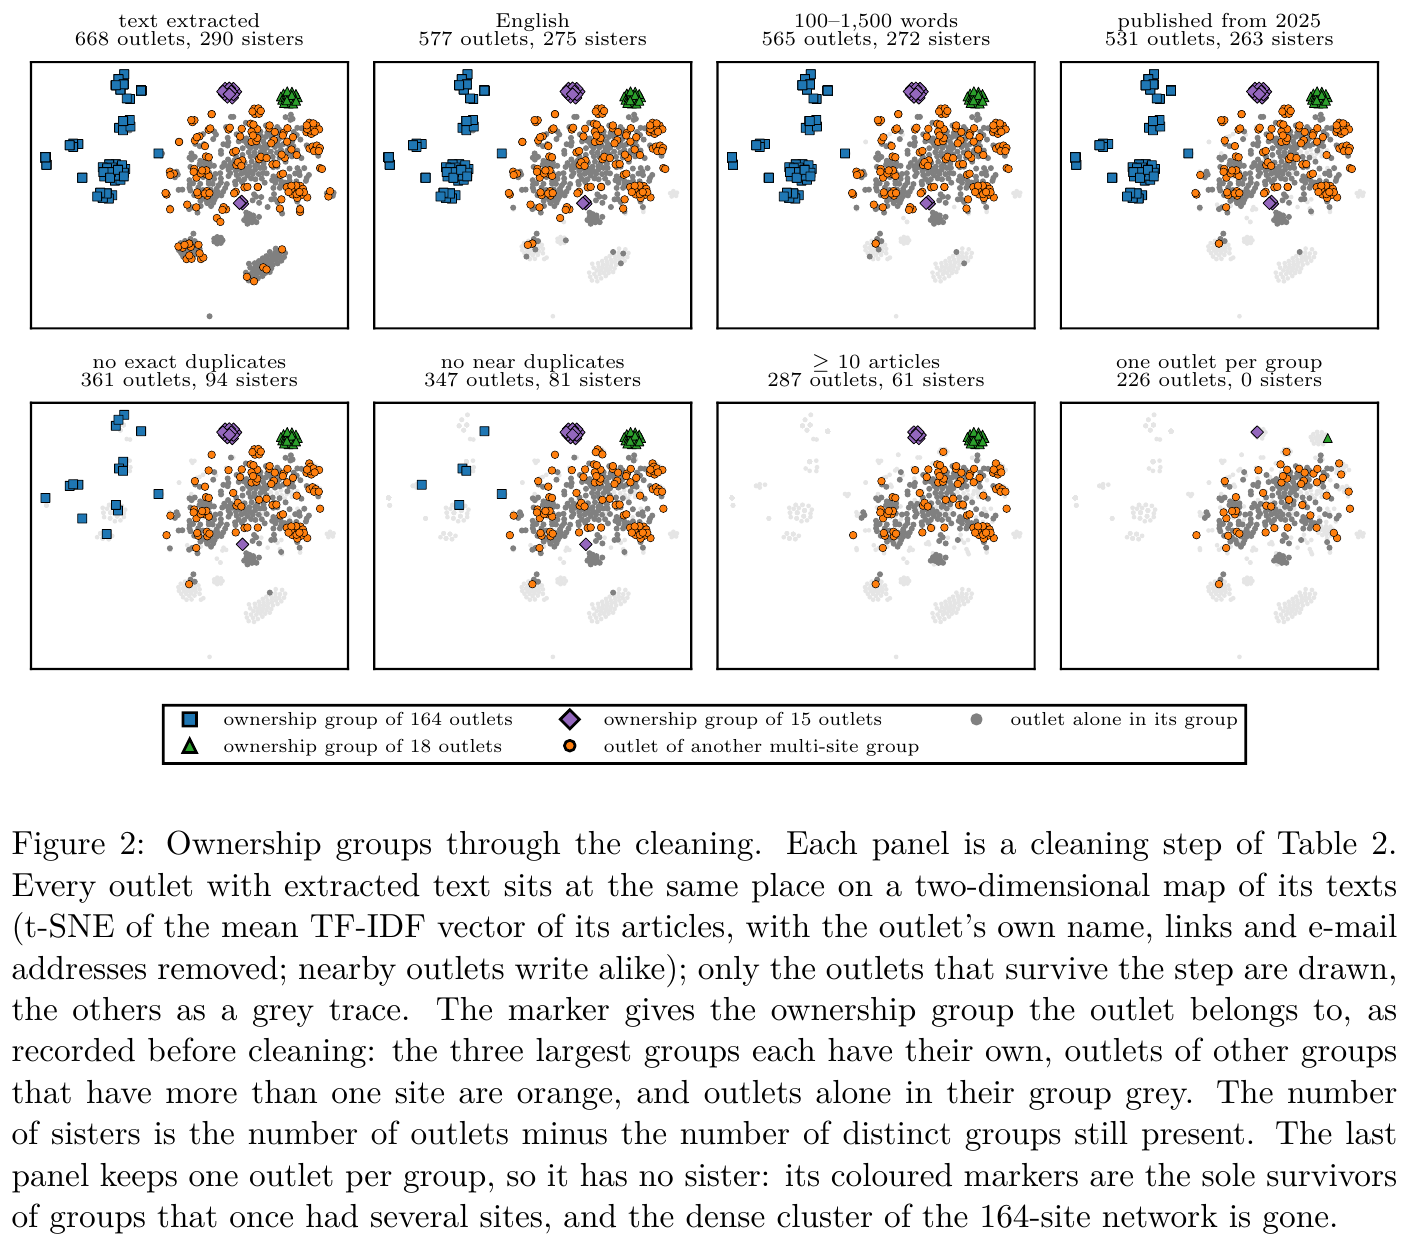 text extracted
668 outlets, 290 sisters
English
577 outlets, 275 sisters
100–1,500 words
565 outlets, 272 sisters
published from 2025
531 outlets, 263 sisters
no exact duplicates
361 outlets, 94 sisters
no near duplicates
347 outlets, 81 sisters
≥ 10 articles
287 outlets, 61 sisters
one outlet per group
226 outlets, 0 sisters
ownership group of 164 outlets
ownership group of 18 outlets
ownership group of 15 outlets
outlet of another multi-site group
outlet alone in its group
Figure 2: Ownership groups through the cleaning. Each panel is a cleaning step of Table 2.
Every outlet with extracted text sits at the same place on a two-dimensional map of its texts
(t-SNE of the mean TF-IDF vector of its articles, with the outlet's own name, links and e-mail
addresses removed; nearby outlets write alike); only the outlets that survive the step are drawn,
the others as a grey trace. The marker gives the ownership group the outlet belongs to, as
recorded before cleaning: the three largest groups each have their own, outlets of other groups
that have more than one site are orange, and outlets alone in their group grey. The number
of sisters is the number of outlets minus the number of distinct groups still present. The last
panel keeps one outlet per group, so it has no sister: its coloured markers are the sole survivors
of groups that once had several sites, and the dense cluster of the 164-site network is gone.